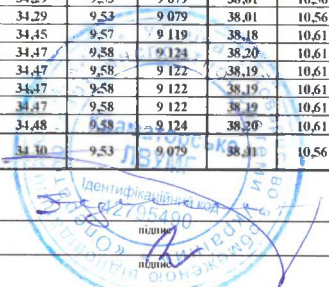 34,29 9,53 9 079 38,01 10,56
34,45 9,57 9 119 38,18 10,61
34,47 9,58 9 124 38,20 10,61
34,47 9,58 9 122 38,19 10,61
34,47 9,58 9 122 38,19 10,61
34,47 9,58 9 122 38,19 10,61
34,48 9,58 9 124 38,20 10,61
34,30 9,53 9 079 38,01 10,56
ЛВУМГ
Ідентифікаційний код
42795490
підпис
підпис